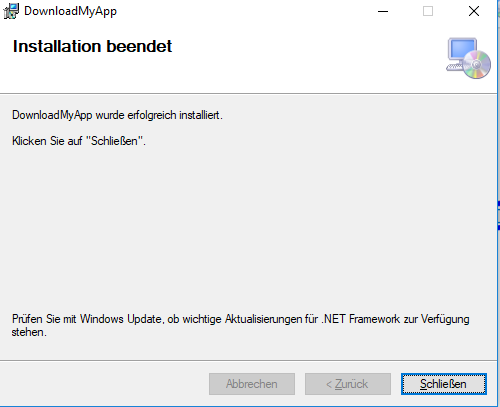 DownloadMyApp
Installation beendet
DownloadMyApp wurde erfolgreich installiert.
Klicken Sie auf "Schließen".
Prüfen Sie mit Windows Update, ob wichtige Aktualisierungen für .NET Framework zur Verfügung
stehen.
Abbrechen
< Zurück
Schließen